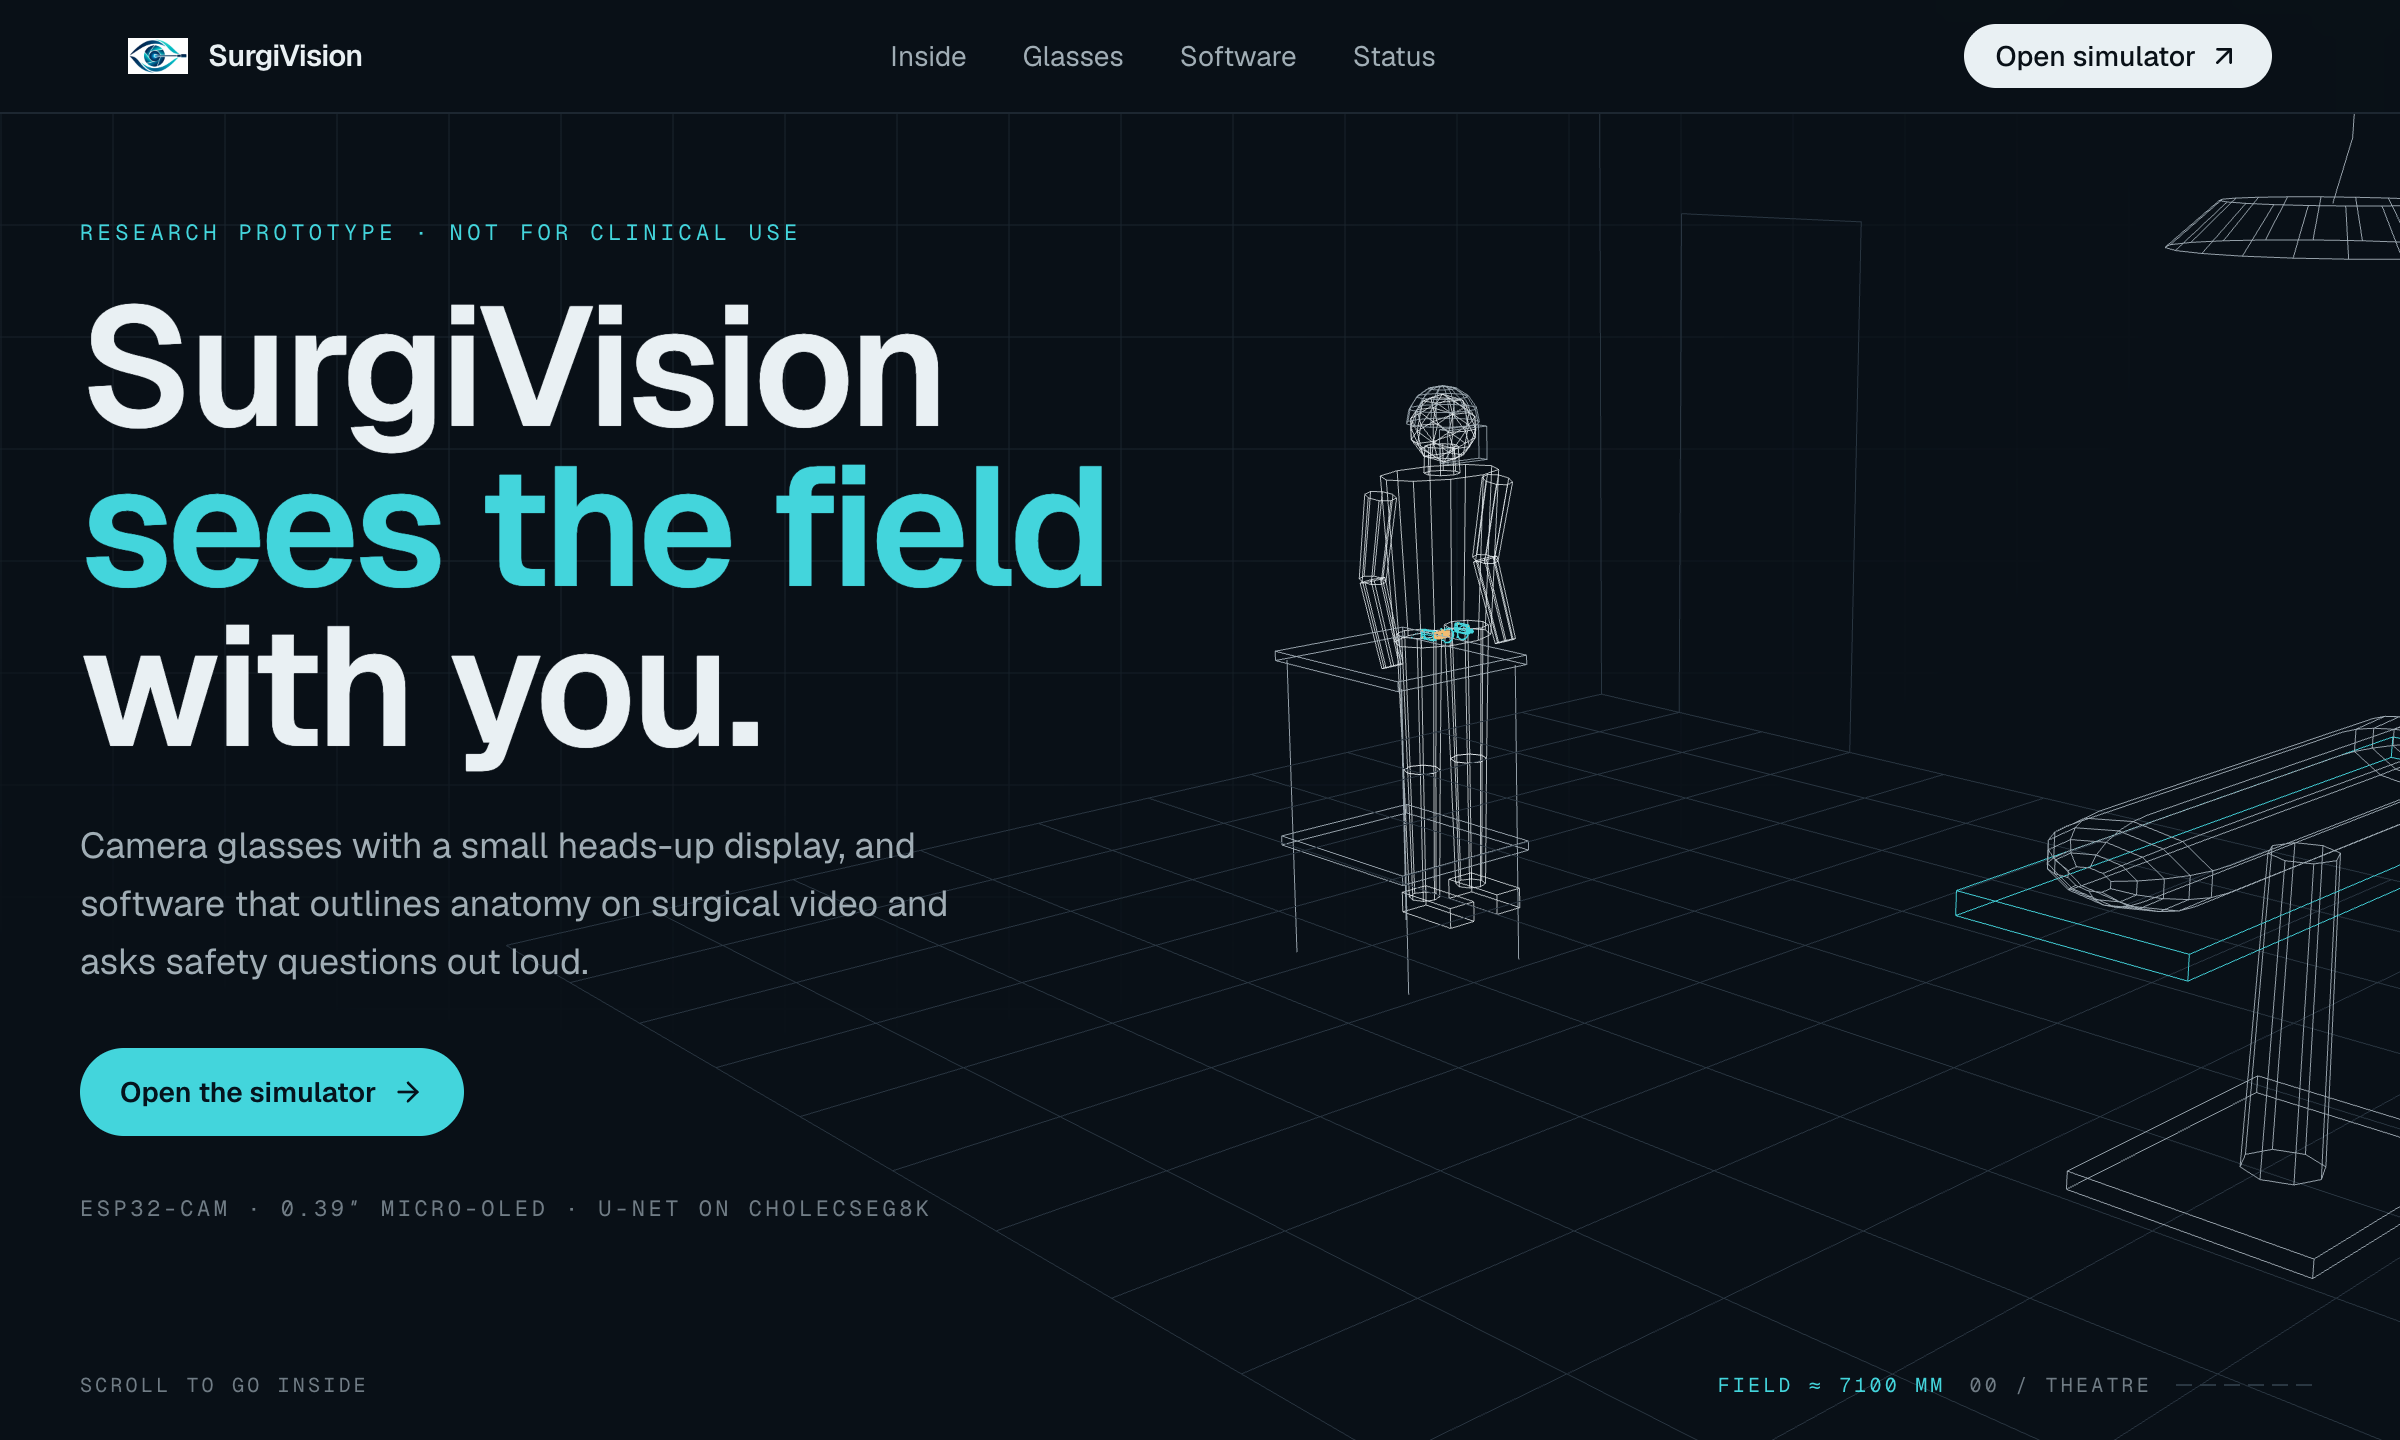 SurgiVision
Inside
Glasses
Software
Status
Open simulator
RESEARCH PROTOTYPE · NOT FOR CLINICAL USE
SurgiVision
sees the field
with you.
Camera glasses with a small heads-up display, and
software that outlines anatomy on surgical video and
asks safety questions out loud.
Open the simulator
ESP32-CAM · 0.39″ MICRO-OLED · U-NET ON CHOLECSEG8K
SCROLL TO GO INSIDE
FIELD ≈ 7100 MM 00 / THEATRE